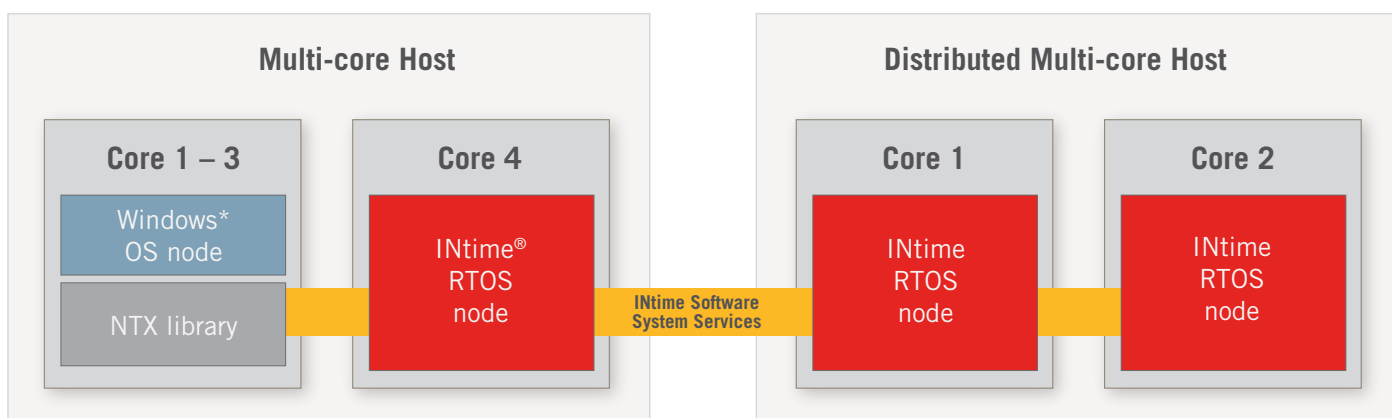 Multi-core Host
Distributed Multi-core Host
Core 1 – 3
Core 4
Core 1
Core 2
Windows*
OS node
NTX library
INtime®
RTOS
node
INtime Software
System Services
INtime
RTOS
node
INtime
RTOS
node